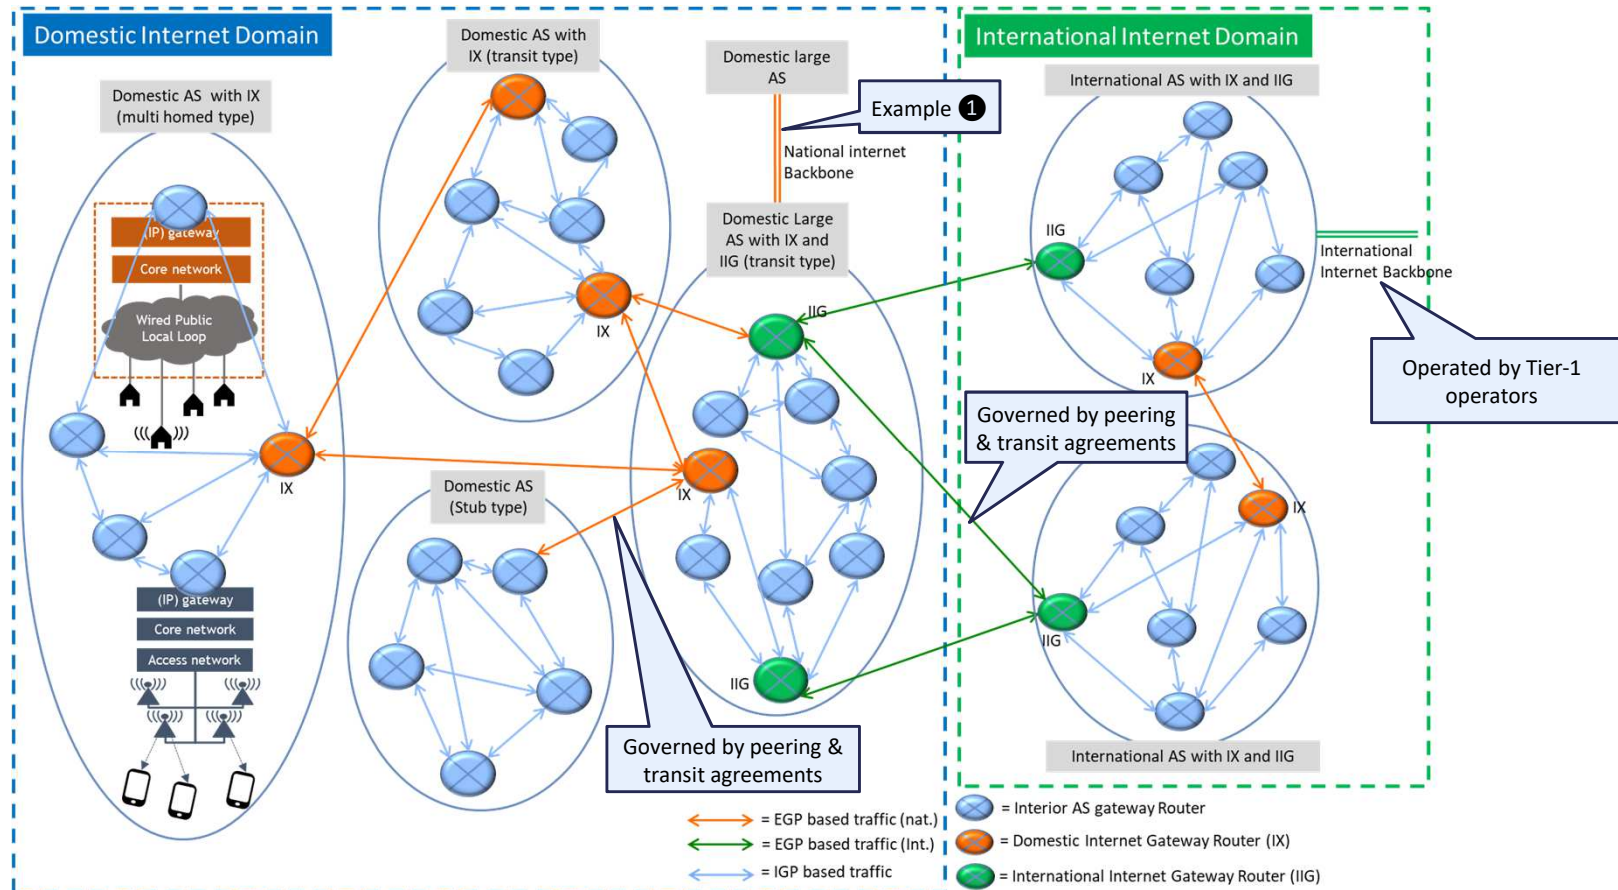 Domestic Internet Domain
International Internet Domain
Domestic AS with IX
(multi homed type)
Domestic AS with
IX (transit type)
Domestic large
AS
Example ❶
National internet
Backbone
Domestic Large
AS with IX and
IIG (transit type)
International AS with IX and IIG
IIG
International
Internet Backbone
Operated by Tier-1
operators
(IP) gateway
Core network
Wired Public
Local Loop
IX
IX
IIG
IX
Governed by peering
& transit agreements
Domestic AS
(Stub type)
IX
IX
IIG
IIG
(IP) gateway
Core network
Access network
Governed by peering &
transit agreements
International AS with IX and IIG
= EGP based traffic (nat.)
= EGP based traffic (Int.)
= IGP based traffic
= Interior AS gateway Router
= Domestic Internet Gateway Router (IX)
= International Internet Gateway Router (IIG)